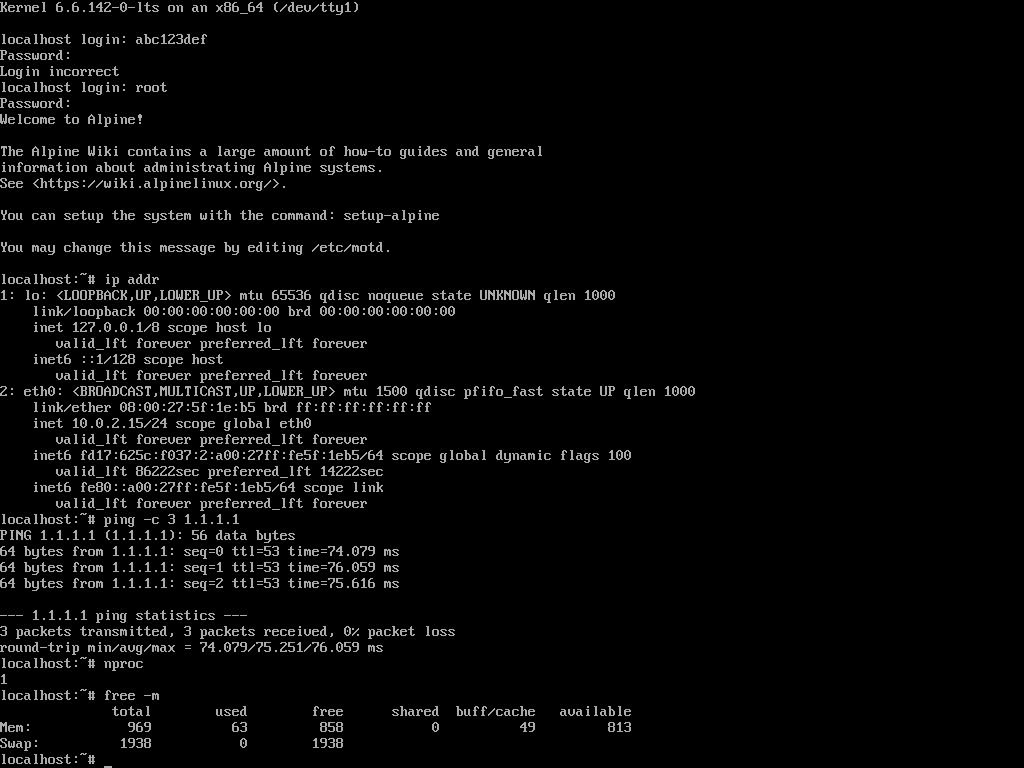 Kernel 6.6.142-0-lts on an x86_64 (/dev/tty1)
localhost login: abc123def
Password:
Login incorrect
localhost login: root
Password:
Welcome to Alpine!
The Alpine Wiki contains a large amount of how-to guides and general
information about administrating Alpine systems.
See <https://wiki.alpinelinux.org/>.
You can setup the system with the command: setup-alpine
You may change this message by editing /etc/motd.
localhost:~# ip addr
1: lo: <LOOPBACK,UP,LOWER_UP> mtu 65536 qdisc noqueue state UNKNOWN qlen 1000
    link/loopback 00:00:00:00:00:00 brd 00:00:00:00:00:00
    inet 127.0.0.1/8 scope host lo
       valid_lft forever preferred_lft forever
    inet6 ::1/128 scope host
       valid_lft forever preferred_lft forever
2: eth0: <BROADCAST,MULTICAST,UP,LOWER_UP> mtu 1500 qdisc pfifo_fast state UP qlen 1000
    link/ether 08:00:27:5f:1e:b5 brd ff:ff:ff:ff:ff:ff
    inet 10.0.2.15/24 scope global eth0
       valid_lft forever preferred_lft forever
    inet6 fd17:625c:f037:2:a00:27ff:fe5f:1eb5/64 scope global dynamic flags 100
       valid_lft 86222sec preferred_lft 14222sec
    inet6 fe80::a00:27ff:fe5f:1eb5/64 scope link
       valid_lft forever preferred_lft forever
localhost:~# ping -c 3 1.1.1.1
PING 1.1.1.1 (1.1.1.1): 56 data bytes
64 bytes from 1.1.1.1: seq=0 ttl=53 time=74.079 ms
64 bytes from 1.1.1.1: seq=1 ttl=53 time=76.059 ms
64 bytes from 1.1.1.1: seq=2 ttl=53 time=75.616 ms
--- 1.1.1.1 ping statistics ---
3 packets transmitted, 3 packets received, 0% packet loss
round-trip min/avg/max = 74.079/75.251/76.059 ms
localhost:~# nproc
1
localhost:~# free -m
              total        used        free      shared  buff/cache   available
Mem:            969          63         858           0          49         813
Swap:          1938           0        1938
localhost:~# _